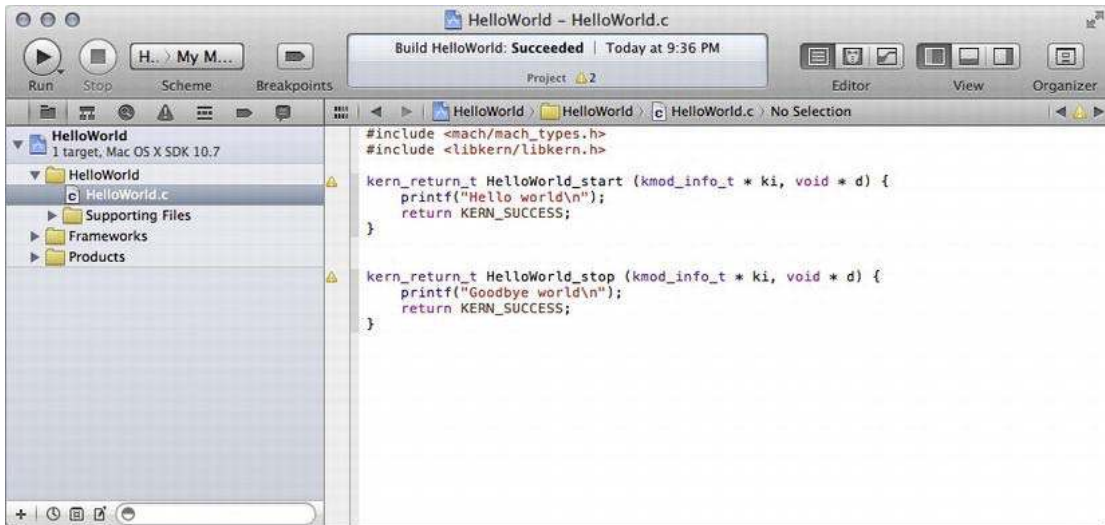 HelloWorld – HelloWorld.c
H.. › My M...
Build HelloWorld: Succeeded | Today at 9:36 PM
Project 2
Run Stop Scheme Breakpoints Editor View Organizer
HelloWorld › HelloWorld › c HelloWorld.c › No Selection
HelloWorld
1 target, Mac OS X SDK 10.7
HelloWorld
c HelloWorld.c
Supporting Files
Frameworks
Products
#include <mach/mach_types.h>
#include <libkern/libkern.h>
kern_return_t HelloWorld_start (kmod_info_t * ki, void * d) {
printf("Hello world\n");
return KERN_SUCCESS;
}
kern_return_t HelloWorld_stop (kmod_info_t * ki, void * d) {
printf("Goodbye world\n");
return KERN_SUCCESS;
}